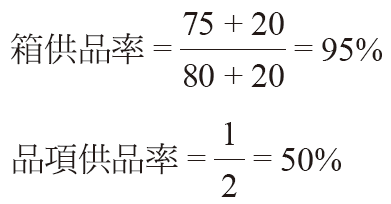 箱供品率 = (75 + 20) / (80 + 20) = 95%
品項供品率 = 1 / 2 = 50%